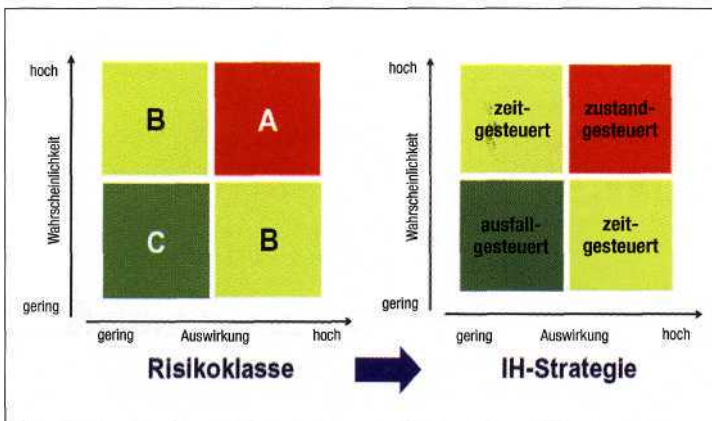 hoch
B
A
Wahrscheinlichkeit
C
B
gering
gering Auswirkung hoch
Risikoklasse
hoch
zeit-
gesteuert
zustand-
gesteuert
Wahrscheinlichkeit
ausfall-
gesteuert
zeit-
gesteuert
gering
gering Auswirkung hoch
IH-Strategie